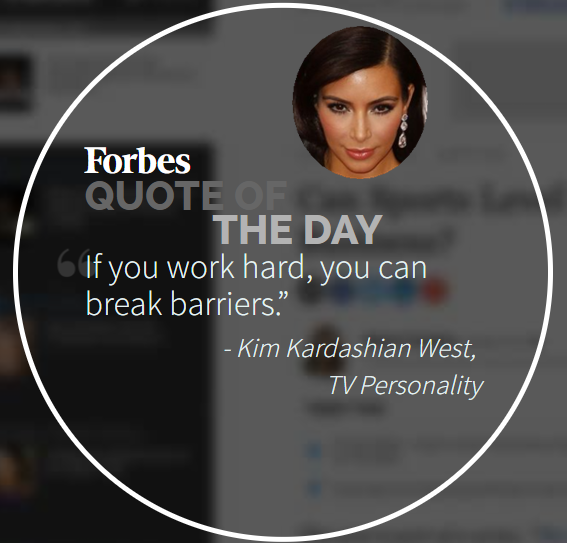 Forbes
QUOTE OF
THE DAY
“If you work hard, you can
break barriers.”
- Kim Kardashian West,
TV Personality